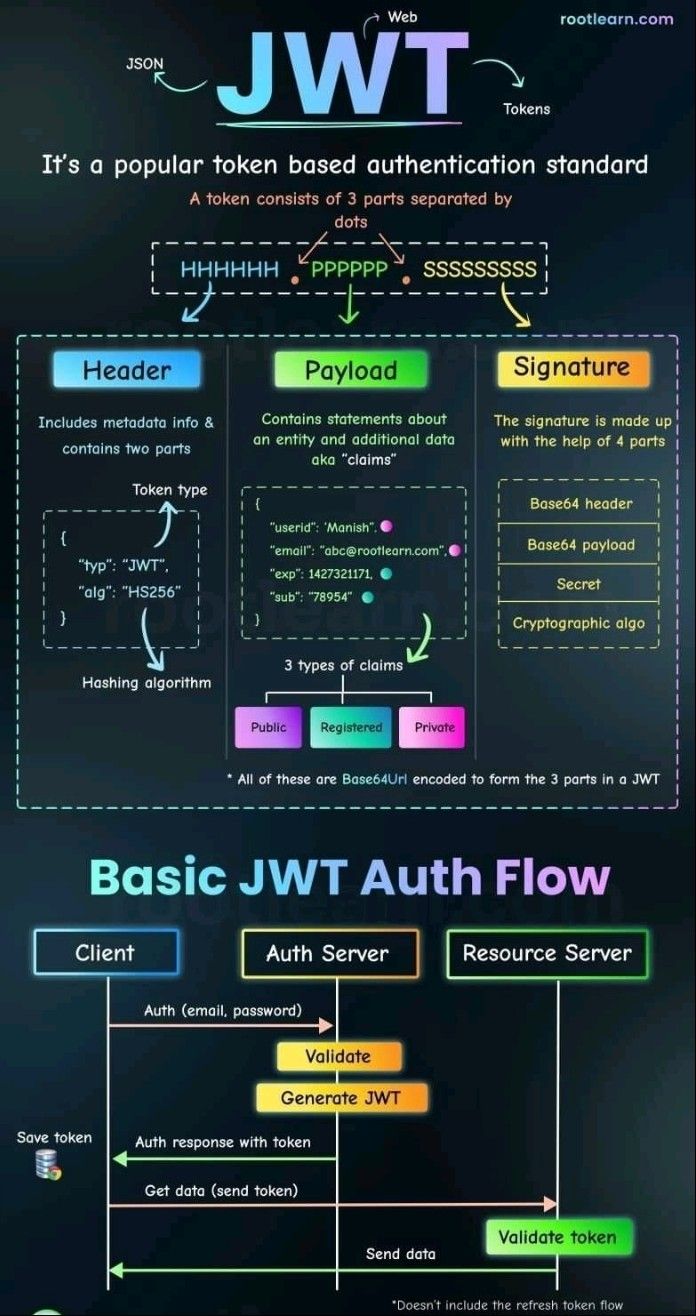 Web
rootlearn.com
JSON
JWT
Tokens
It's a popular token based authentication standard
A token consists of 3 parts separated by
dots
HHHHHH . PPPPPP . SSSSSSSSS
Header
Payload
Signature
Includes metadata info &
contains two parts
Token type
{
"typ": "JWT",
"alg": "HS256"
}
Hashing algorithm
Contains statements about
an entity and additional data
aka "claims"
{
"userid": 'Manish",
"email": "abc@rootlearn.com",
"exp": 1427321171,
"sub": "78954"
}
3 types of claims
Public
Registered
Private
The signature is made up
with the help of 4 parts
Base64 header
Base64 payload
Secret
Cryptographic algo
* All of these are Base64Url encoded to form the 3 parts in a JWT
Basic JWT Auth Flow
Client
Auth Server
Resource Server
Auth (email, password)
Validate
Generate JWT
Save token
Auth response with token
Get data (send token)
Validate token
Send data
*Doesn't include the refresh token flow